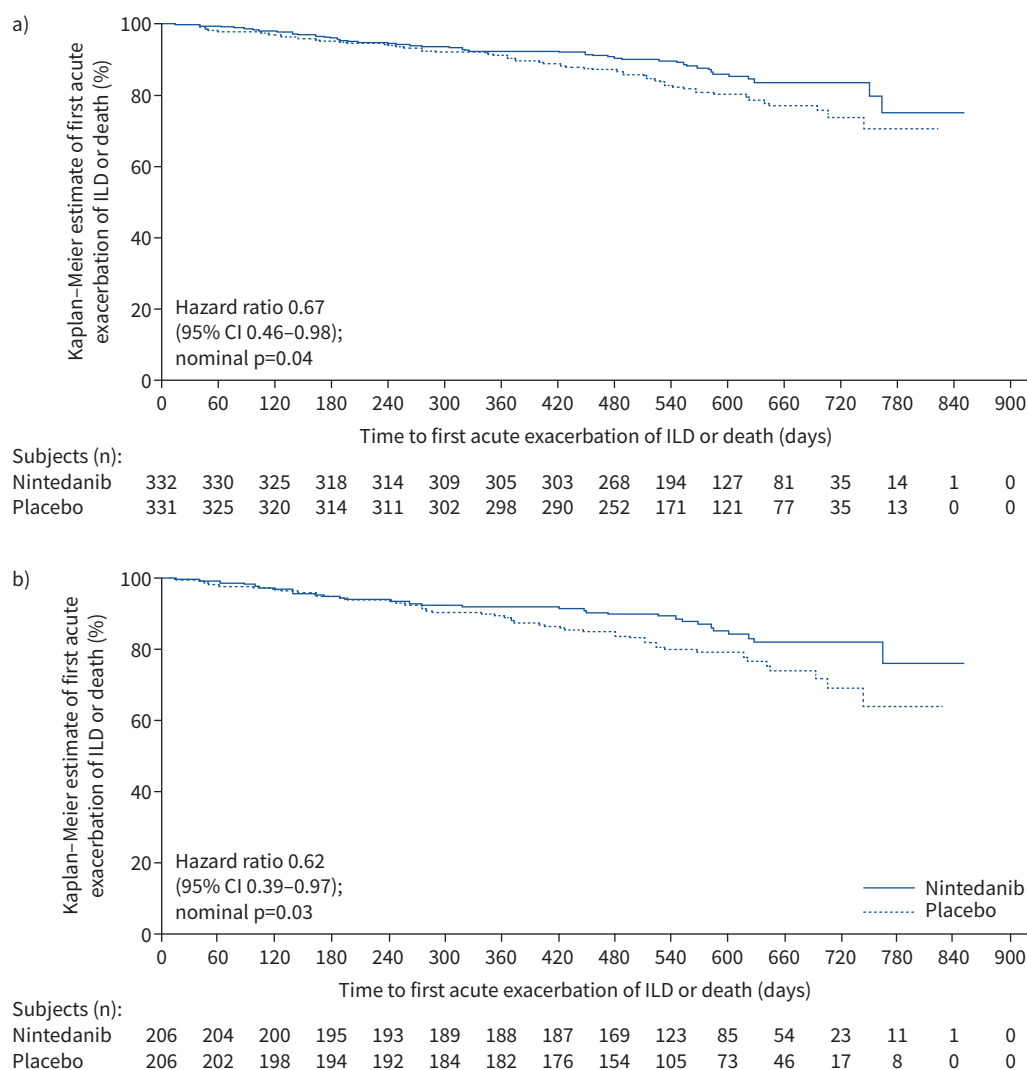 a)
Kaplan–Meier estimate of first acute
exacerbation of ILD or death (%)
100
80
60
40
20
0
Hazard ratio 0.67
(95% CI 0.46–0.98);
nominal p=0.04
0 60 120 180 240 300 360 420 480 540 600 660 720 780 840 900
Time to first acute exacerbation of ILD or death (days)
Subjects (n):
Nintedanib 332 330 325 318 314 309 305 303 268 194 127 81 35 14 1 0
Placebo 331 325 320 314 311 302 298 290 252 171 121 77 35 13 0 0
b)
Kaplan–Meier estimate of first acute
exacerbation of ILD or death (%)
100
80
60
40
20
0
Hazard ratio 0.62
(95% CI 0.39–0.97);
nominal p=0.03
Nintedanib
Placebo
0 60 120 180 240 300 360 420 480 540 600 660 720 780 840 900
Time to first acute exacerbation of ILD or death (days)
Subjects (n):
Nintedanib 206 204 200 195 193 189 188 187 169 123 85 54 23 11 1 0
Placebo 206 202 198 194 192 184 182 176 154 105 73 46 17 8 0 0